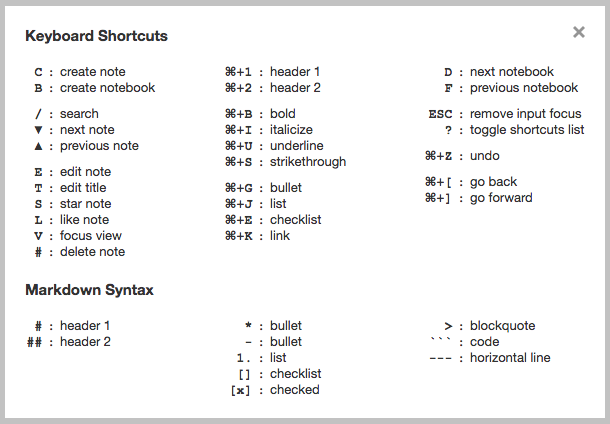 Keyboard Shortcuts
×
C : create note
B : create notebook
/ : search
▼ : next note
▲ : previous note
E : edit note
T : edit title
S : star note
L : like note
V : focus view
# : delete note
⌘+1 : header 1
⌘+2 : header 2
⌘+B : bold
⌘+I : italicize
⌘+U : underline
⌘+S : strikethrough
⌘+G : bullet
⌘+J : list
⌘+E : checklist
⌘+K : link
D : next notebook
F : previous notebook
ESC : remove input focus
? : toggle shortcuts list
⌘+Z : undo
⌘+[ : go back
⌘+] : go forward
Markdown Syntax
# : header 1
## : header 2
* : bullet
- : bullet
1. : list
[] : checklist
[x] : checked
> : blockquote
``` : code
--- : horizontal line